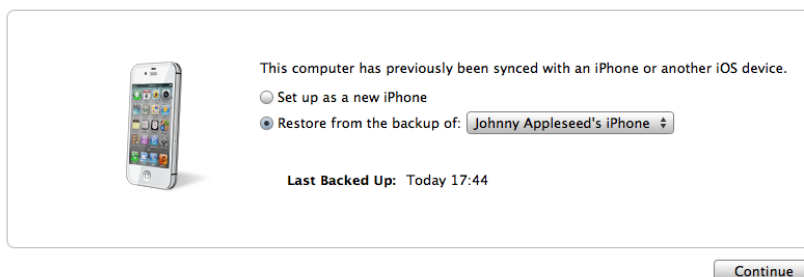 This computer has previously been synced with an iPhone or another iOS device.
Set up as a new iPhone
Restore from the backup of: Johnny Appleseed's iPhone
Last Backed Up: Today 17:44
Continue